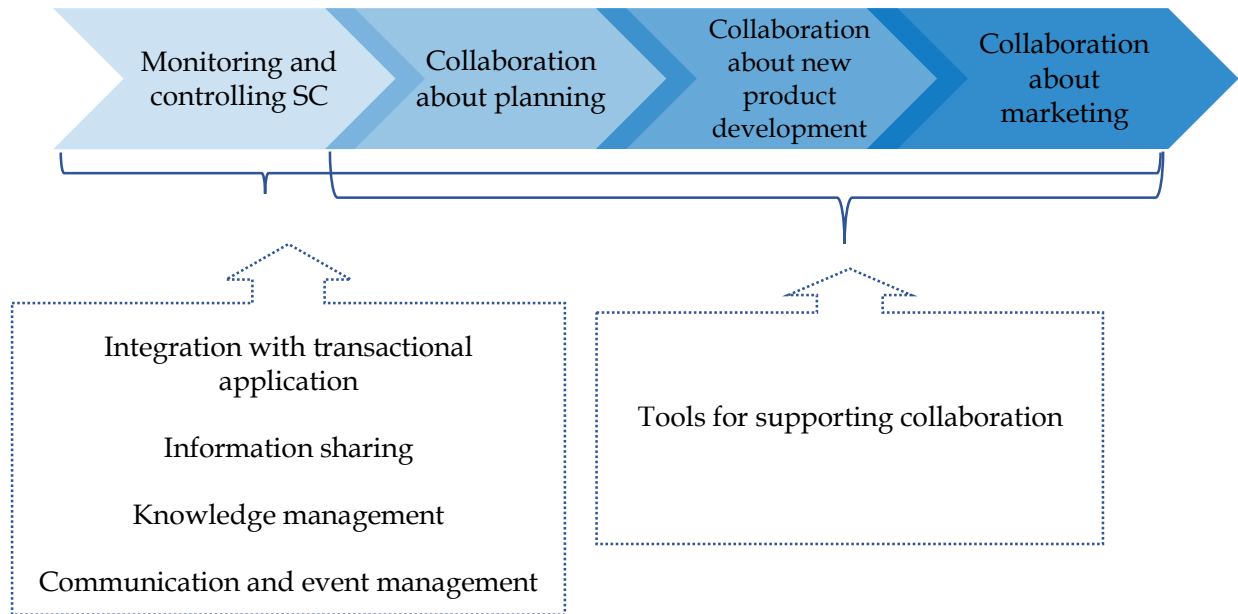 Monitoring and
controlling SC
Collaboration
about planning
Collaboration
about new
product
development
Collaboration
about
marketing
Integration with transactional
application
Information sharing
Knowledge management
Communication and event management
Tools for supporting collaboration